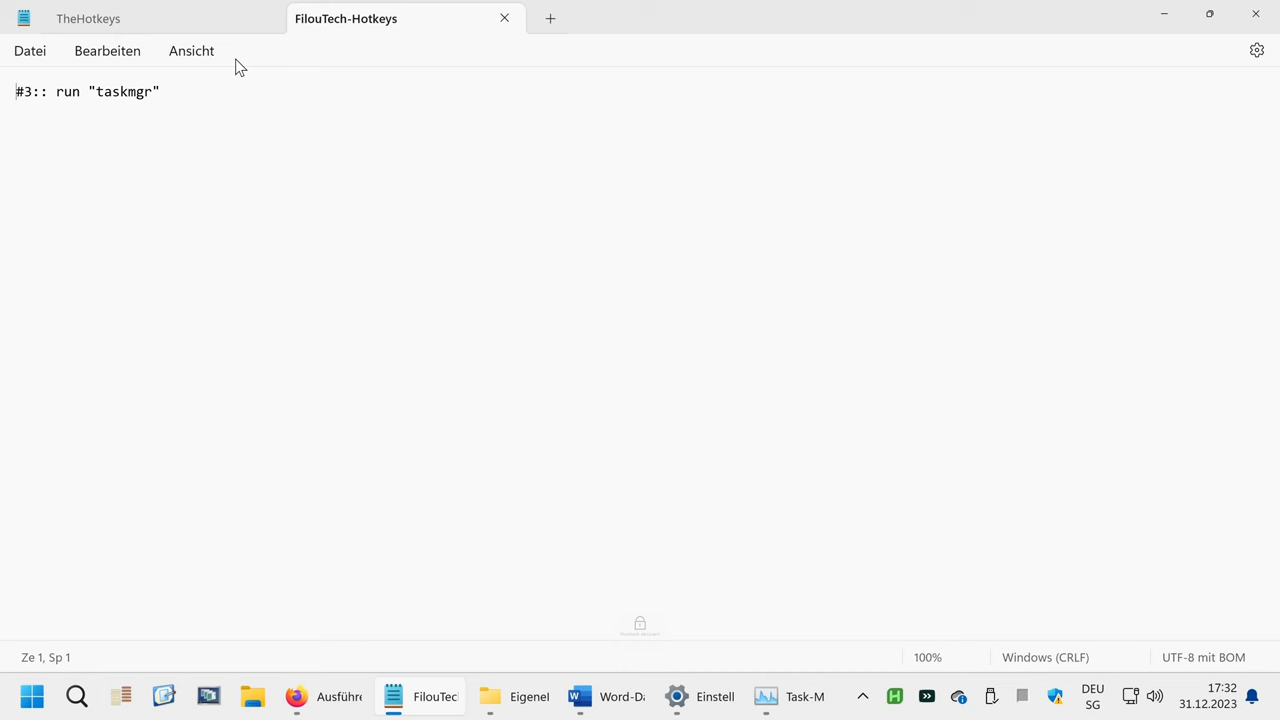 TheHotkeys
FilouTech-Hotkeys
Datei Bearbeiten Ansicht
#3:: run "taskmgr"
Ze 1, Sp 1
100%
Windows (CRLF)
UTF-8 mit BOM
Ausführe
FilouTec
Eigenel
Word-Da
Einstell
Task-M
DEU
SG
17:32
31.12.2023